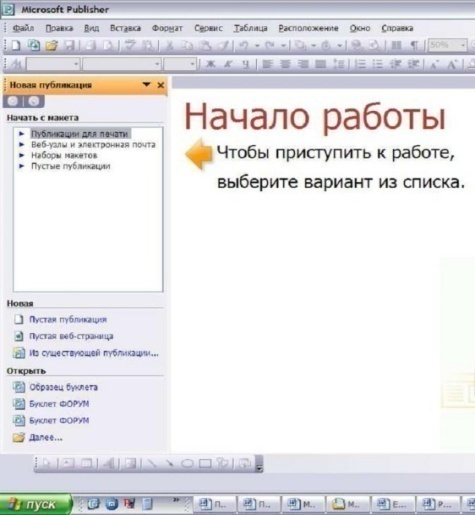 Microsoft Publisher
Файл Правка Вид Вставка Формат Сервис Таблица Расположение Окно Справка
50%
Новая публикация
Начать с макета
Публикации для печати
Веб-узлы и электронная почта
Наборы макетов
Пустые публикации
Начало работы
Чтобы приступить к работе,
выберите вариант из списка.
Новая
Пустая публикация
Пустая веб-страница
Из существующей публикации...
Открыть
Образец буклета
Буклет ФОРУМ
Буклет ФОРУМ
Далее...
пуск
П... П... М... М... Е... Р...